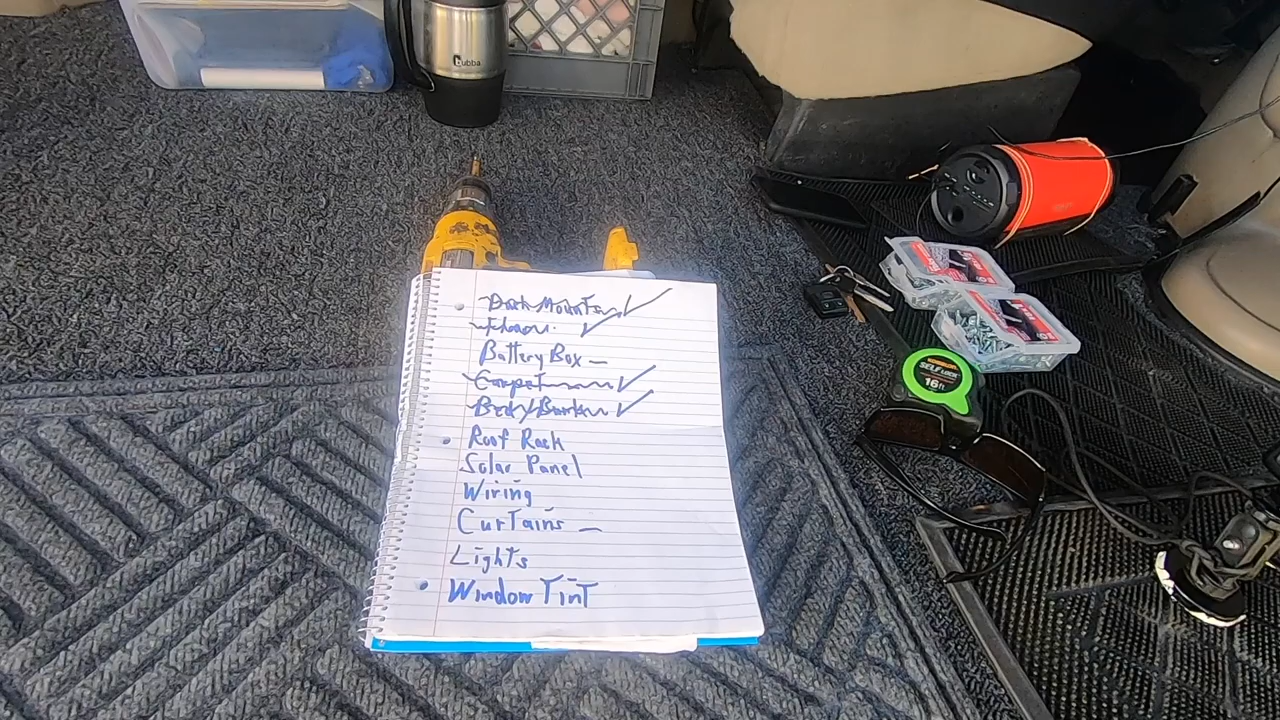 bubba
Floor
Battery Box –
Carpet
Roof Rack
Solar Panel
Wiring
Curtains –
Lights
Window Tint
SELF LOCK
16ft